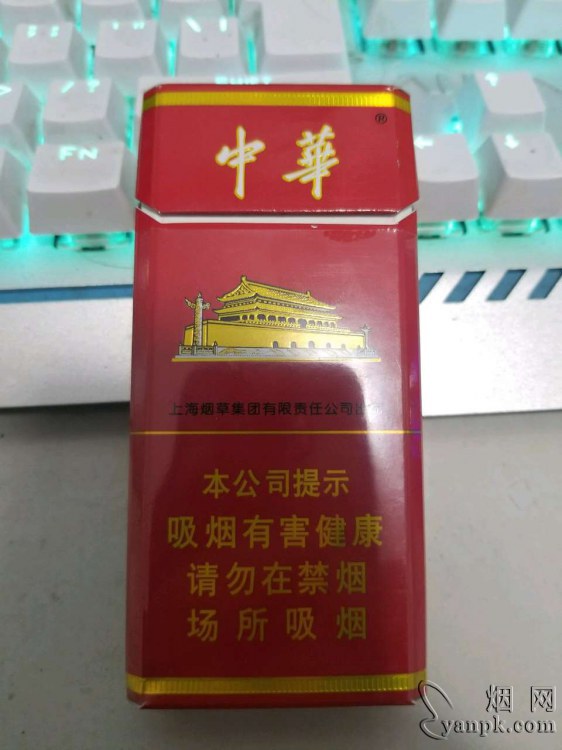 FN
中華®
上海烟草集团有限责任公司出
本公司提示
吸烟有害健康
请勿在禁烟
场所吸烟
烟网
yanpk.com